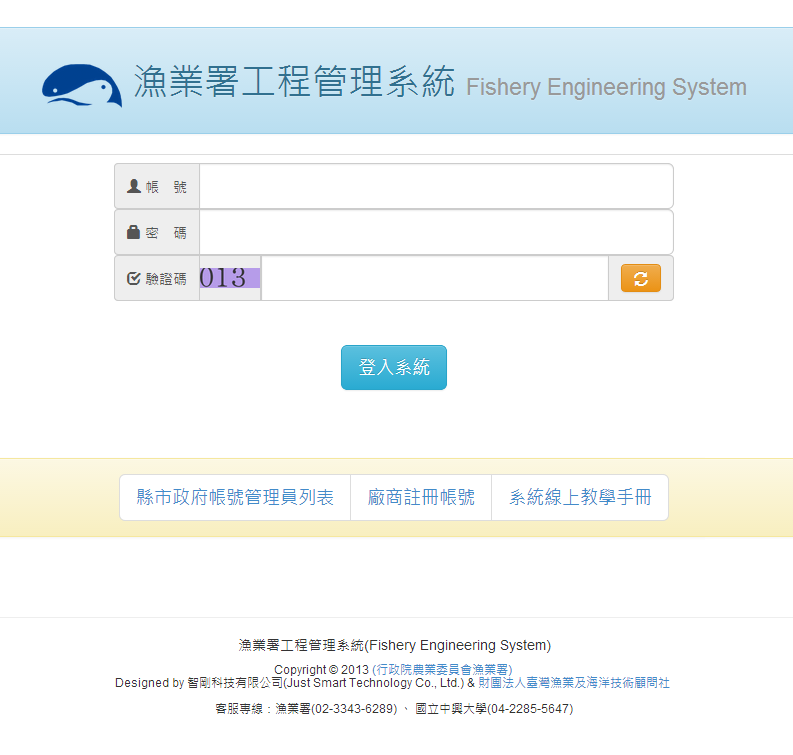 漁業署工程管理系統 Fishery Engineering System
帳 號
密 碼
驗證碼 013
登入系統
縣市政府帳號管理員列表 廠商註冊帳號 系統線上教學手冊
漁業署工程管理系統(Fishery Engineering System)
Copyright © 2013 (行政院農業委員會漁業署)
Designed by 智剛科技有限公司(Just Smart Technology Co., Ltd.) & 財團法人臺灣漁業及海洋技術顧問社
客服專線：漁業署(02-3343-6289) 、 國立中興大學(04-2285-5647)